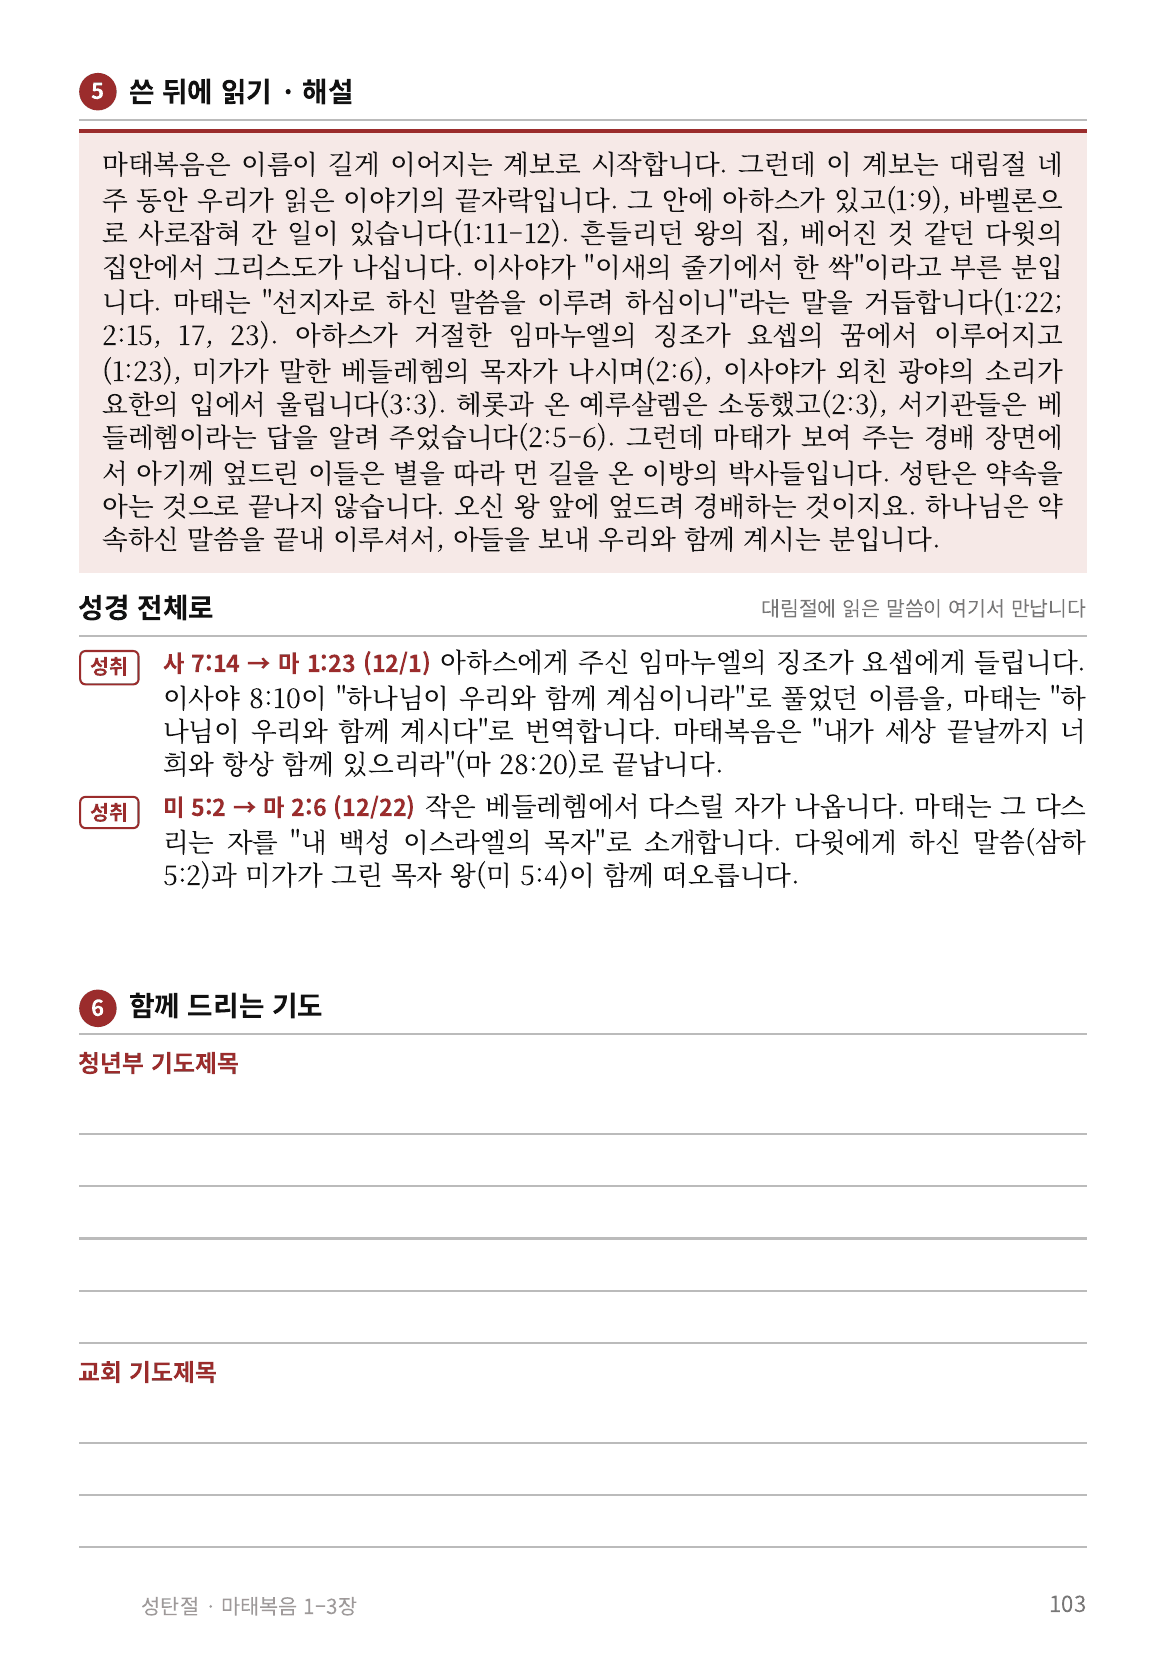 5 쓴 뒤에 읽기 · 해설
마태복음은 이름이 길게 이어지는 계보로 시작합니다. 그런데 이 계보는 대림절 네
주 동안 우리가 읽은 이야기의 끝자락입니다. 그 안에 아하스가 있고(1:9), 바벨론으
로 사로잡혀 간 일이 있습니다(1:11–12). 흔들리던 왕의 집, 베어진 것 같던 다윗의
집안에서 그리스도가 나십니다. 이사야가 "이새의 줄기에서 한 싹"이라고 부른 분입
니다. 마태는 "선지자로 하신 말씀을 이루려 하심이니"라는 말을 거듭합니다(1:22;
2:15, 17, 23). 아하스가 거절한 임마누엘의 징조가 요셉의 꿈에서 이루어지고
(1:23), 미가가 말한 베들레헴의 목자가 나시며(2:6), 이사야가 외친 광야의 소리가
요한의 입에서 울립니다(3:3). 헤롯과 온 예루살렘은 소동했고(2:3), 서기관들은 베
들레헴이라는 답을 알려 주었습니다(2:5–6). 그런데 마태가 보여 주는 경배 장면에
서 아기께 엎드린 이들은 별을 따라 먼 길을 온 이방의 박사들입니다. 성탄은 약속을
아는 것으로 끝나지 않습니다. 오신 왕 앞에 엎드려 경배하는 것이지요. 하나님은 약
속하신 말씀을 끝내 이루셔서, 아들을 보내 우리와 함께 계시는 분입니다.
성경 전체로 대림절에 읽은 말씀이 여기서 만납니다
성취 사 7:14 → 마 1:23 (12/1) 아하스에게 주신 임마누엘의 징조가 요셉에게 들립니다.
이사야 8:10이 "하나님이 우리와 함께 계심이니라"로 풀었던 이름을, 마태는 "하
나님이 우리와 함께 계시다"로 번역합니다. 마태복음은 "내가 세상 끝날까지 너
희와 항상 함께 있으리라"(마 28:20)로 끝납니다.
성취 미 5:2 → 마 2:6 (12/22) 작은 베들레헴에서 다스릴 자가 나옵니다. 마태는 그 다스
리는 자를 "내 백성 이스라엘의 목자"로 소개합니다. 다윗에게 하신 말씀(삼하
5:2)과 미가가 그린 목자 왕(미 5:4)이 함께 떠오릅니다.
6 함께 드리는 기도
청년부 기도제목
교회 기도제목
성탄절 · 마태복음 1–3장 103